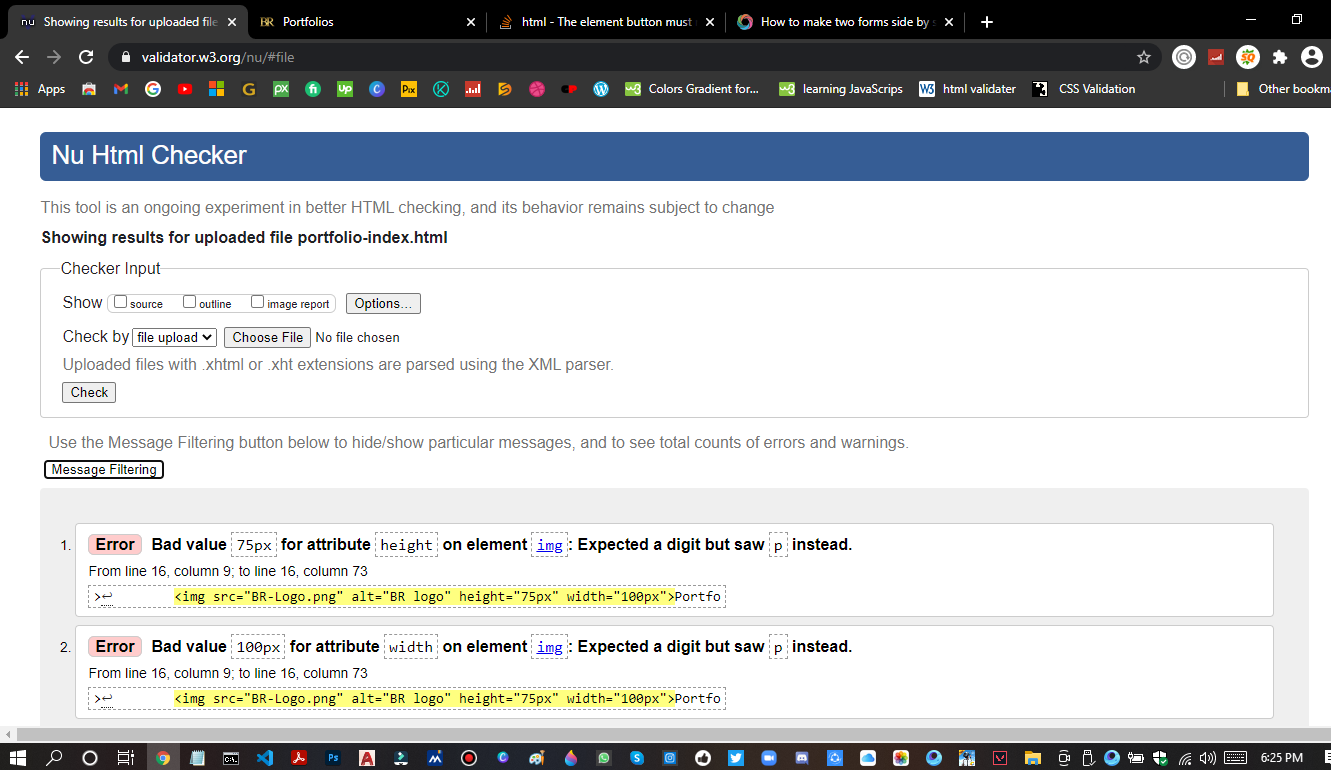 nu Showing results for uploaded file
BR Portfolios
html - The element button must
How to make two forms side by s
validator.w3.org/nu/#file
Apps
Colors Gradient for...
learning JavaScrips
W3 html validater
CSS Validation
Other bookm
Nu Html Checker
This tool is an ongoing experiment in better HTML checking, and its behavior remains subject to change
Showing results for uploaded file portfolio-index.html
Checker Input
Show source outline image report Options...
Check by file upload Choose File No file chosen
Uploaded files with .xhtml or .xht extensions are parsed using the XML parser.
Check
Use the Message Filtering button below to hide/show particular messages, and to see total counts of errors and warnings.
Message Filtering
1. Error Bad value 75px for attribute height on element img: Expected a digit but saw p instead.
From line 16, column 9; to line 16, column 73
>↩ <img src="BR-Logo.png" alt="BR logo" height="75px" width="100px">Portfo
2. Error Bad value 100px for attribute width on element img: Expected a digit but saw p instead.
From line 16, column 9; to line 16, column 73
>↩ <img src="BR-Logo.png" alt="BR logo" height="75px" width="100px">Portfo
6:25 PM